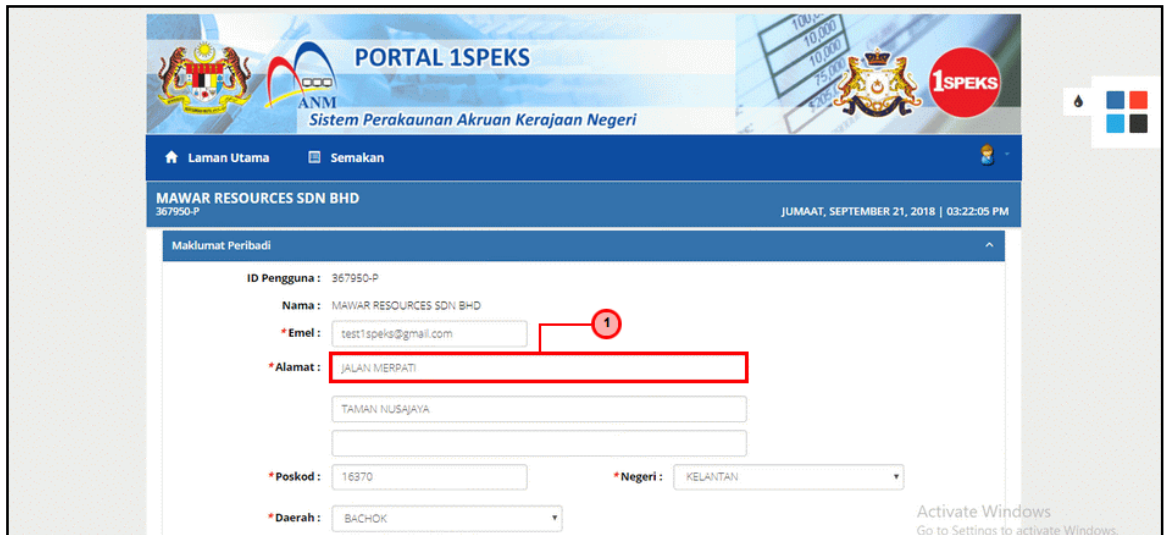 PORTAL 1SPEKS
1SPEKS
ANM
Sistem Perakaunan Akruan Kerajaan Negeri
Laman Utama Semakan
MAWAR RESOURCES SDN BHD
367950-P JUMAAT, SEPTEMBER 21, 2018 | 03:22:05 PM
Maklumat Peribadi
ID Pengguna : 367950-P
Nama : MAWAR RESOURCES SDN BHD
*Emel : test1speks@gmail.com
1
*Alamat : JALAN MERPATI
TAMAN NUSAJAYA
*Poskod : 16370 *Negeri : KELANTAN
*Daerah : BACHOK
Activate Windows
Go to Settings to activate Windows.